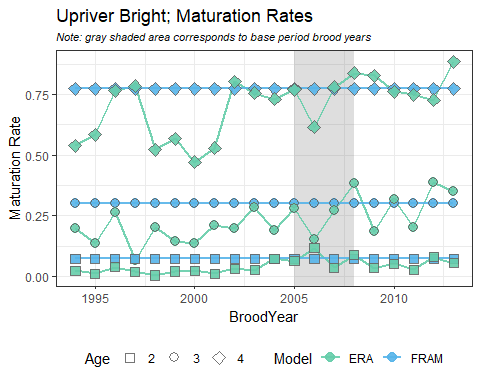 Upriver Bright; Maturation Rates
Note: gray shaded area corresponds to base period brood years
Maturation Rate
0.75
0.50
0.25
0.00
1995 2000 2005 2010
BroodYear
Age 2 3 4 Model ERA FRAM